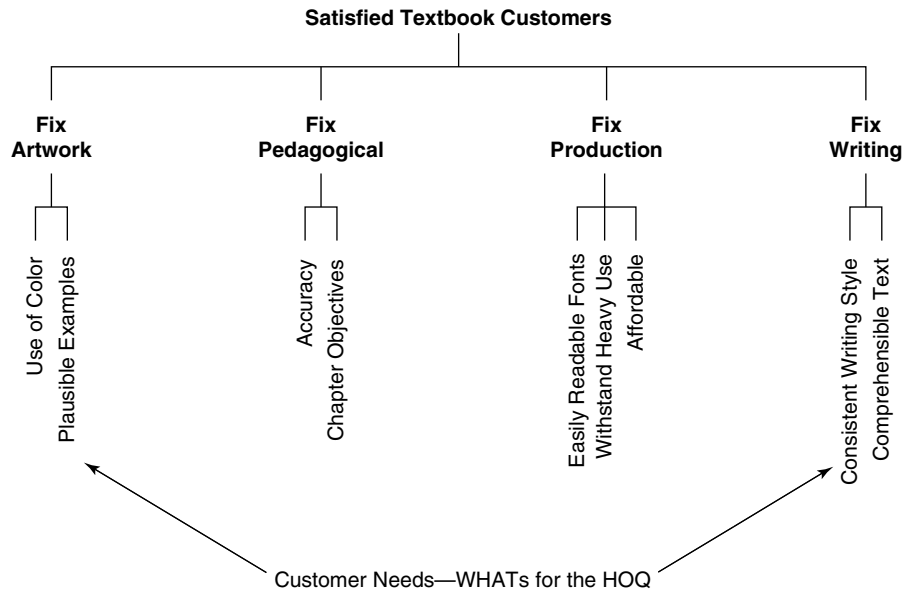 Satisfied Textbook Customers
Fix
Artwork
Fix
Pedagogical
Fix
Production
Fix
Writing
Use of Color
Plausible Examples
Accuracy
Chapter Objectives
Easily Readable Fonts
Withstand Heavy Use
Affordable
Consistent Writing Style
Comprehensible Text
Customer Needs—WHATs for the HOQ